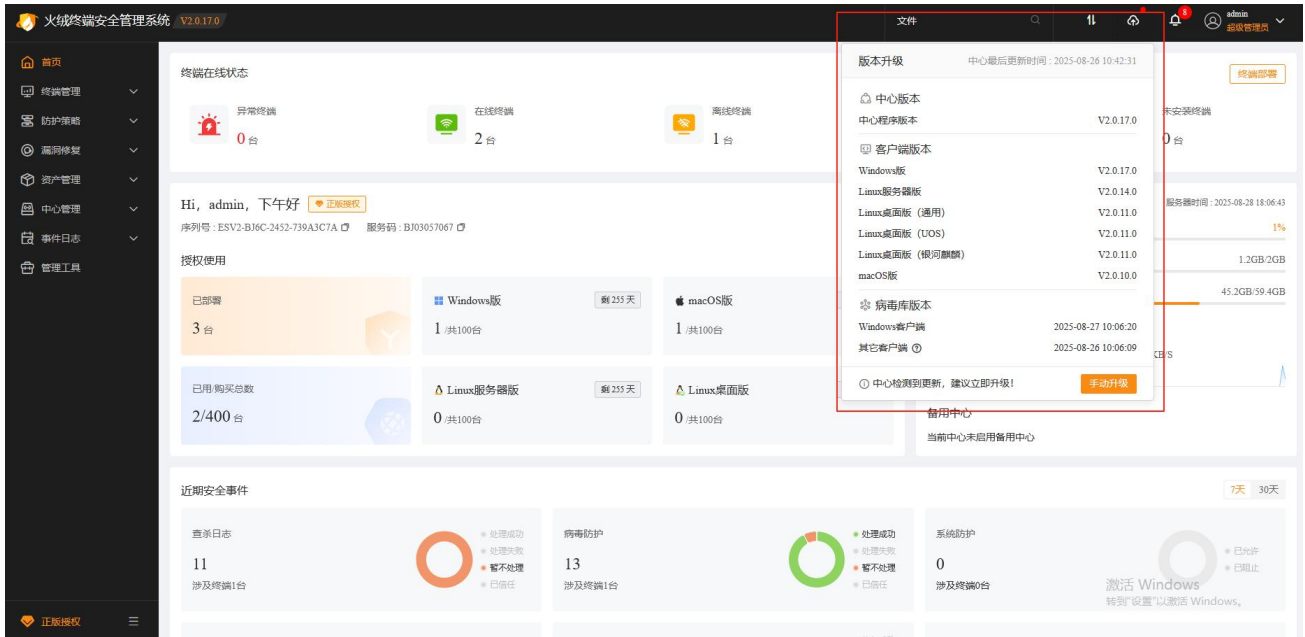 火绒终端安全管理系统 V2.0.17.0
文件
8
admin
超级管理员
首页
终端管理
防护策略
漏洞修复
资产管理
中心管理
事件日志
管理工具
正版授权
终端在线状态
终端部署
异常终端
0 台
在线终端
2 台
离线终端
1 台
未安装终端
0 台
Hi, admin, 下午好 正版授权
序列号 : ESV2-BJ6C-2452-739A3C7A 服务码 : BJ03057067
授权使用
已部署
3 台
Windows版 剩 255 天
1 /共100台
macOS版
1 /共100台
已用/购买总数
2/400 台
Linux服务器版 剩 255 天
0 /共100台
Linux桌面版
0 /共100台
版本升级 中心最后更新时间 : 2025-08-26 10:42:31
中心版本
中心程序版本 V2.0.17.0
客户端版本
Windows版 V2.0.17.0
Linux服务器版 V2.0.14.0
Linux桌面版（通用） V2.0.11.0
Linux桌面版（UOS） V2.0.11.0
Linux桌面版（银河麒麟） V2.0.11.0
macOS版 V2.0.10.0
病毒库版本
Windows客户端 2025-08-27 10:06:20
其它客户端 2025-08-26 10:06:09
中心检测到更新，建议立即升级！ 手动升级
服务器时间 : 2025-08-28 18:06:43
1%
1.2GB/2GB
45.2GB/59.4GB
KB/S
备用中心
当前中心未启用备用中心
近期安全事件
7天 30天
查杀日志
11
涉及终端1台
处理成功
处理失败
暂不处理
已信任
病毒防护
13
涉及终端1台
处理成功
处理失败
暂不处理
已信任
系统防护
0
涉及终端0台
已允许
已阻止
激活 Windows
转到"设置"以激活 Windows。